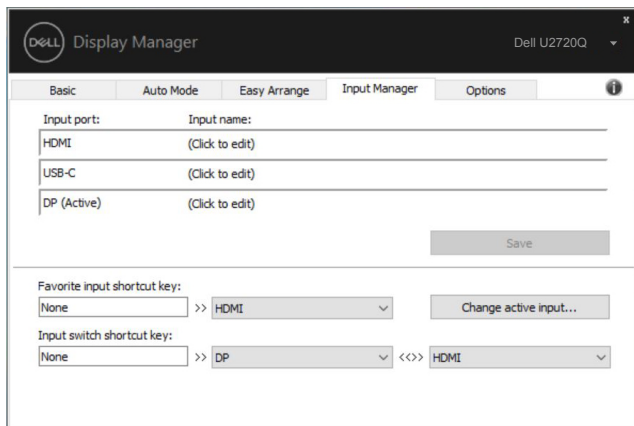 x
DELL Display Manager Dell U2720Q
Basic Auto Mode Easy Arrange Input Manager Options i
Input port: Input name:
HDMI (Click to edit)
USB-C (Click to edit)
DP (Active) (Click to edit)
Save
Favorite input shortcut key:
None >> HDMI Change active input...
Input switch shortcut key:
None >> DP <<>> HDMI